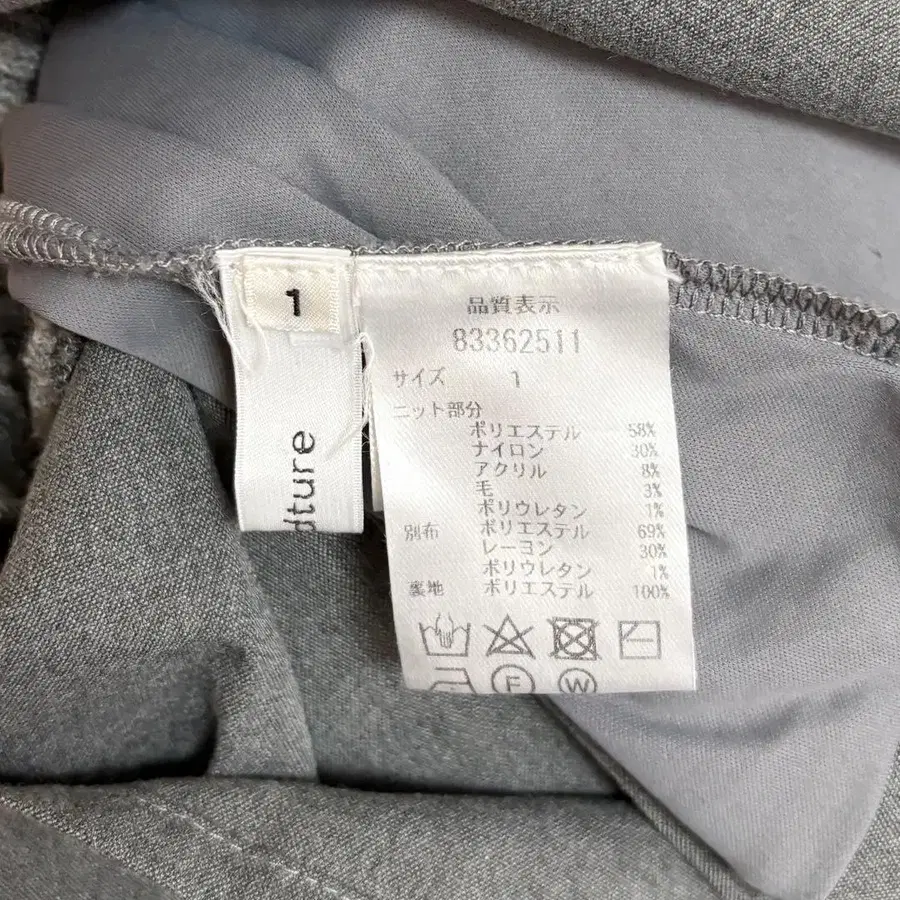 1
dture
品質表示
83362511
サイズ 1
ニット部分
ポリエステル 58%
ナイロン 30%
アクリル 8%
毛 3%
ポリウレタン 1%
別布 ポリエステル 69%
レーヨン 30%
ポリウレタン 1%
裏地 ポリエステル 100%
F W